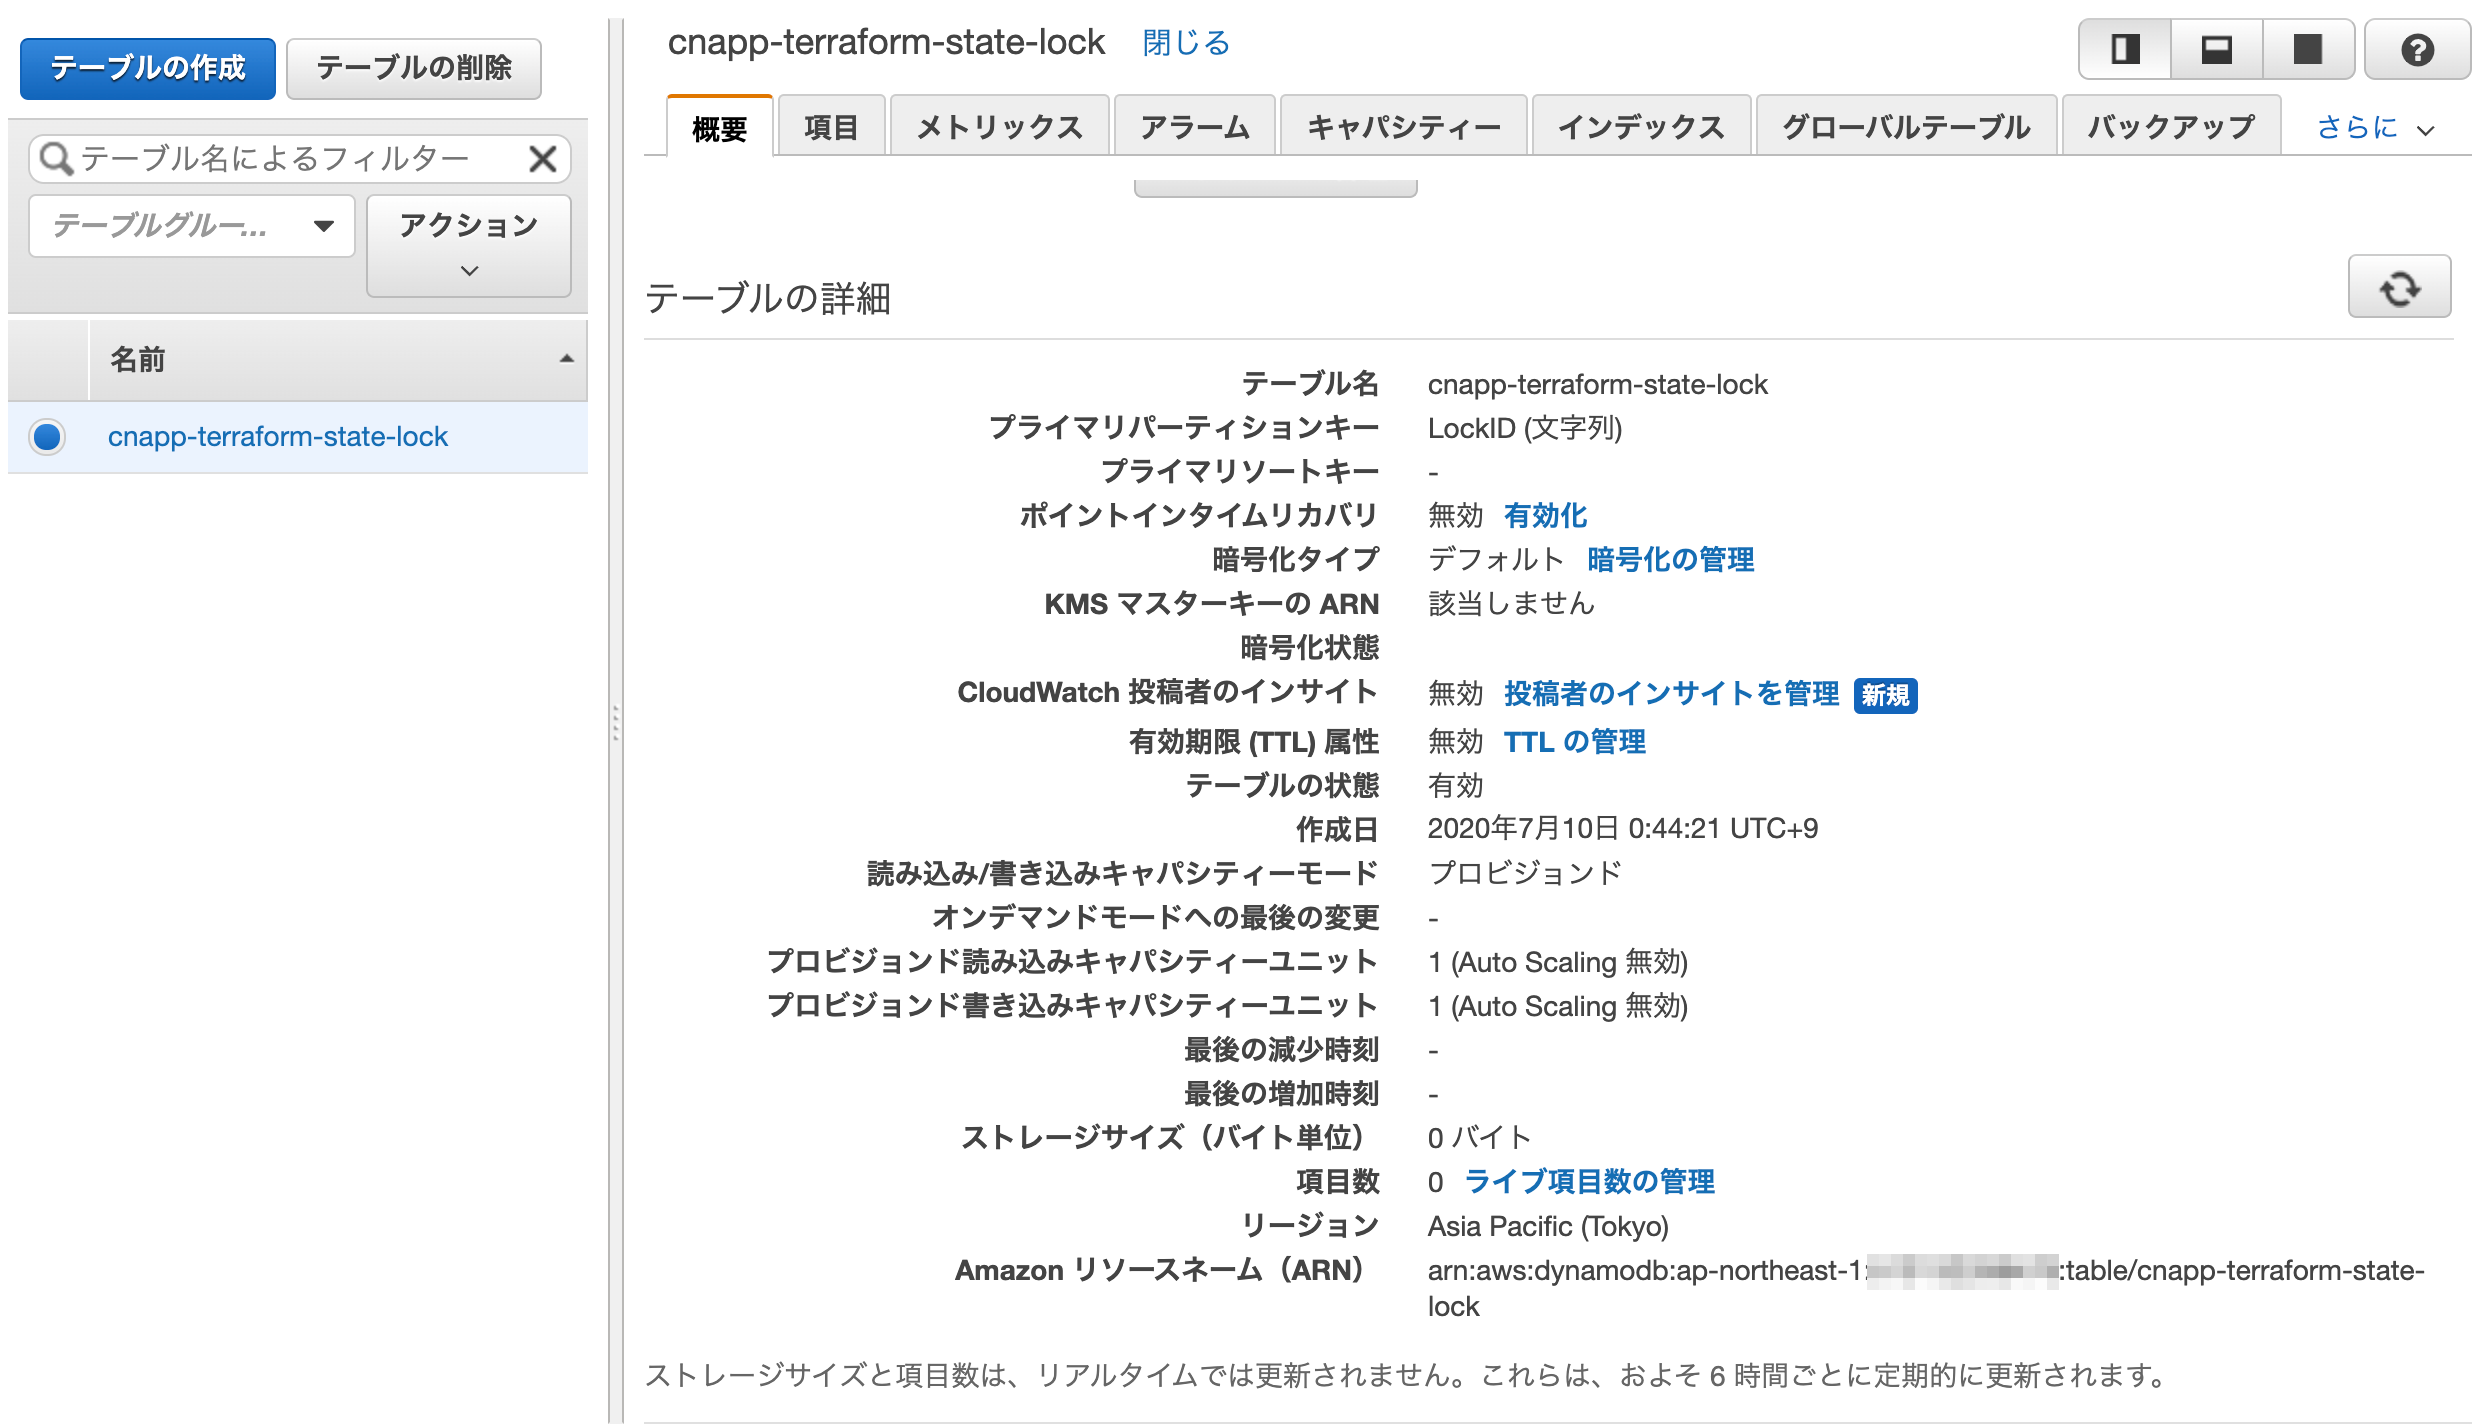 テーブルの作成
テーブルの削除
テーブル名によるフィルター
テーブルグルー...
アクション
名前
cnapp-terraform-state-lock
cnapp-terraform-state-lock 閉じる
概要 項目 メトリックス アラーム キャパシティー インデックス グローバルテーブル バックアップ さらに
テーブルの詳細
テーブル名 cnapp-terraform-state-lock
プライマリパーティションキー LockID (文字列)
プライマリソートキー -
ポイントインタイムリカバリ 無効 有効化
暗号化タイプ デフォルト 暗号化の管理
KMS マスターキーの ARN 該当しません
暗号化状態
CloudWatch 投稿者のインサイト 無効 投稿者のインサイトを管理 新規
有効期限 (TTL) 属性 無効 TTL の管理
テーブルの状態 有効
作成日 2020年7月10日 0:44:21 UTC+9
読み込み/書き込みキャパシティーモード プロビジョンド
オンデマンドモードへの最後の変更 -
プロビジョンド読み込みキャパシティーユニット 1 (Auto Scaling 無効)
プロビジョンド書き込みキャパシティーユニット 1 (Auto Scaling 無効)
最後の減少時刻 -
最後の増加時刻 -
ストレージサイズ（バイト単位） 0 バイト
項目数 0 ライブ項目数の管理
リージョン Asia Pacific (Tokyo)
Amazon リソースネーム（ARN） arn:aws:dynamodb:ap-northeast-1: :table/cnapp-terraform-state-
lock
ストレージサイズと項目数は、リアルタイムでは更新されません。これらは、およそ 6 時間ごとに定期的に更新されます。